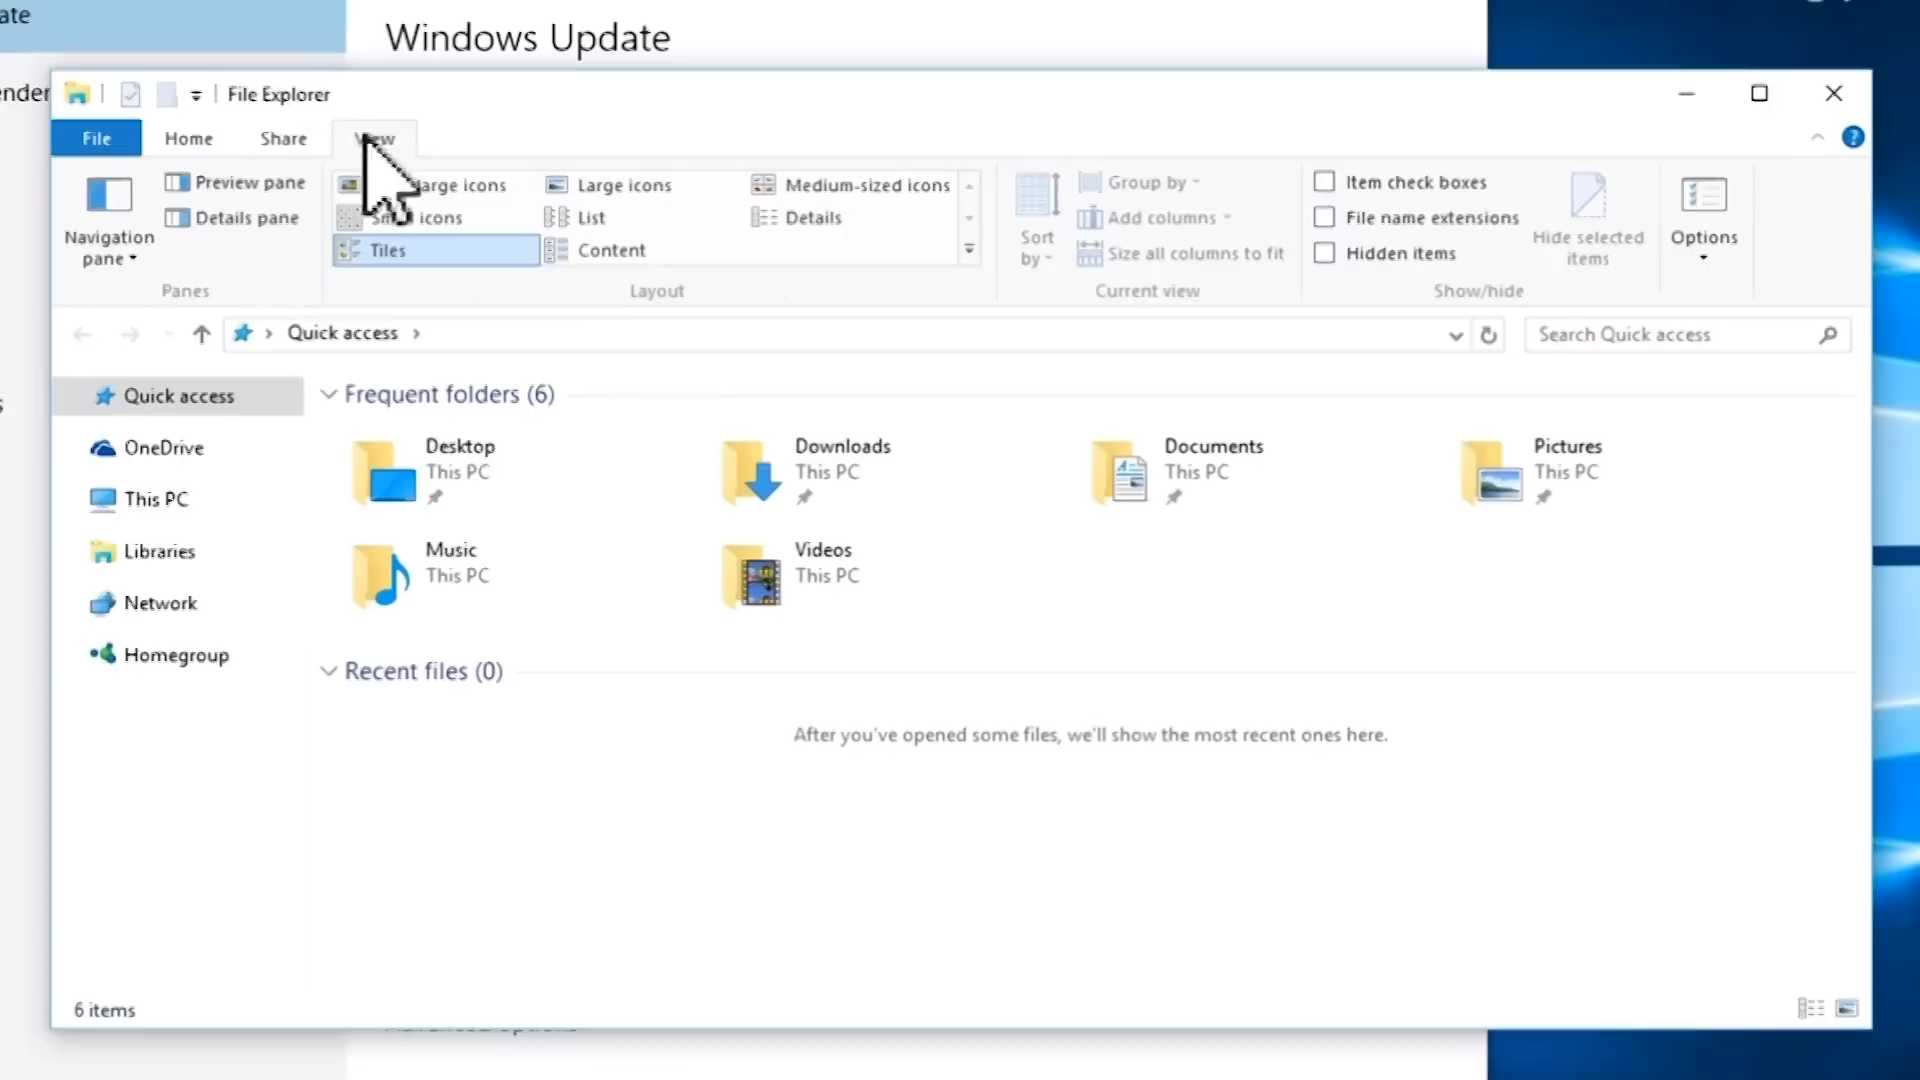 ate
Windows Update
ender
File Explorer
File Home Share View
Navigation pane
Preview pane
Details pane
Panes
large icons
Large icons
Medium-sized icons
Small icons
List
Details
Tiles
Content
Layout
Sort by
Group by
Add columns
Size all columns to fit
Current view
Item check boxes
File name extensions
Hidden items
Hide selected items
Show/hide
Options
Quick access
Search Quick access
Quick access
OneDrive
This PC
Libraries
Network
Homegroup
Frequent folders (6)
Desktop
This PC
Downloads
This PC
Documents
This PC
Pictures
This PC
Music
This PC
Videos
This PC
Recent files (0)
After you've opened some files, we'll show the most recent ones here.
6 items